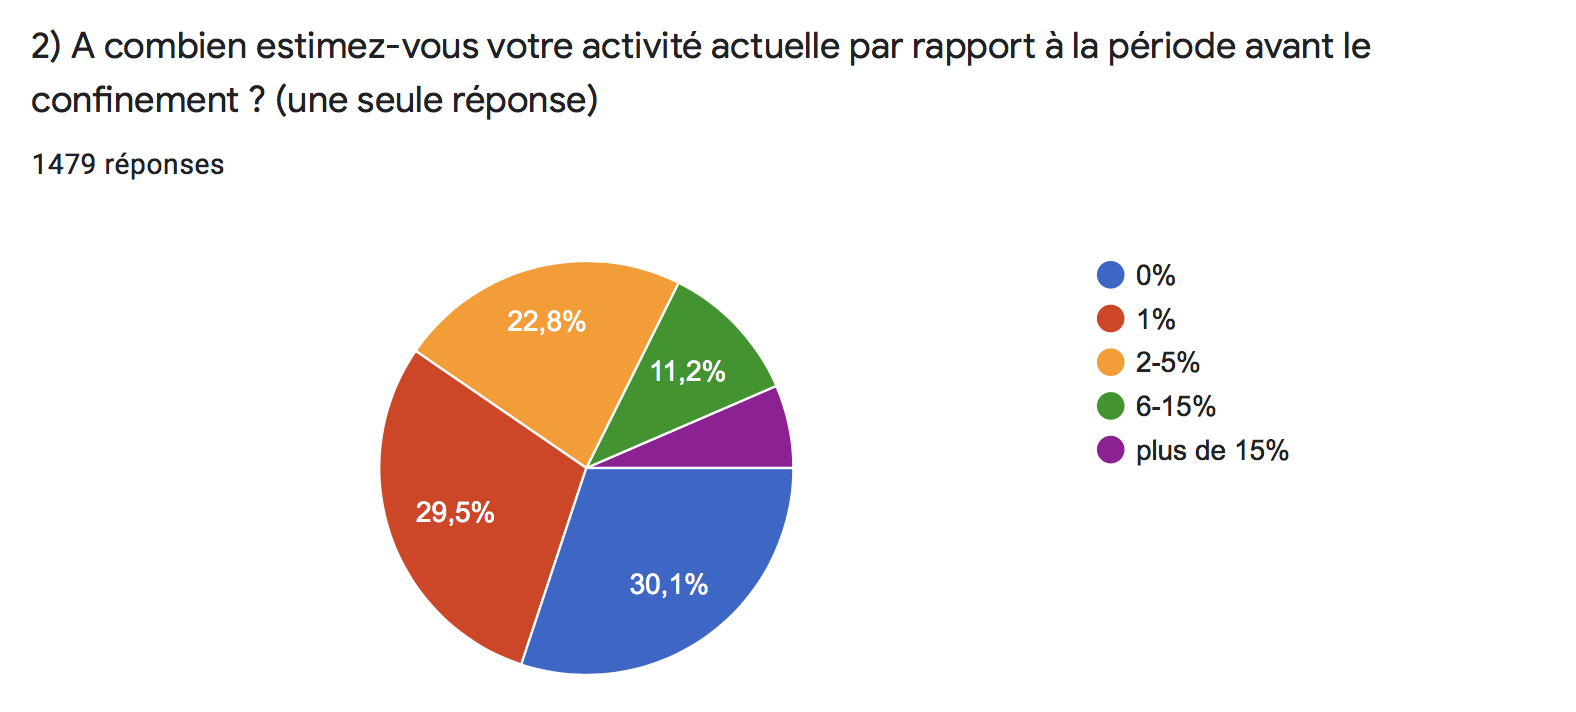 2) A combien estimez-vous votre activité actuelle par rapport à la période avant le
confinement ? (une seule réponse)
1479 réponses
22,8%
11,2%
29,5%
30,1%
0%
1%
2-5%
6-15%
plus de 15%